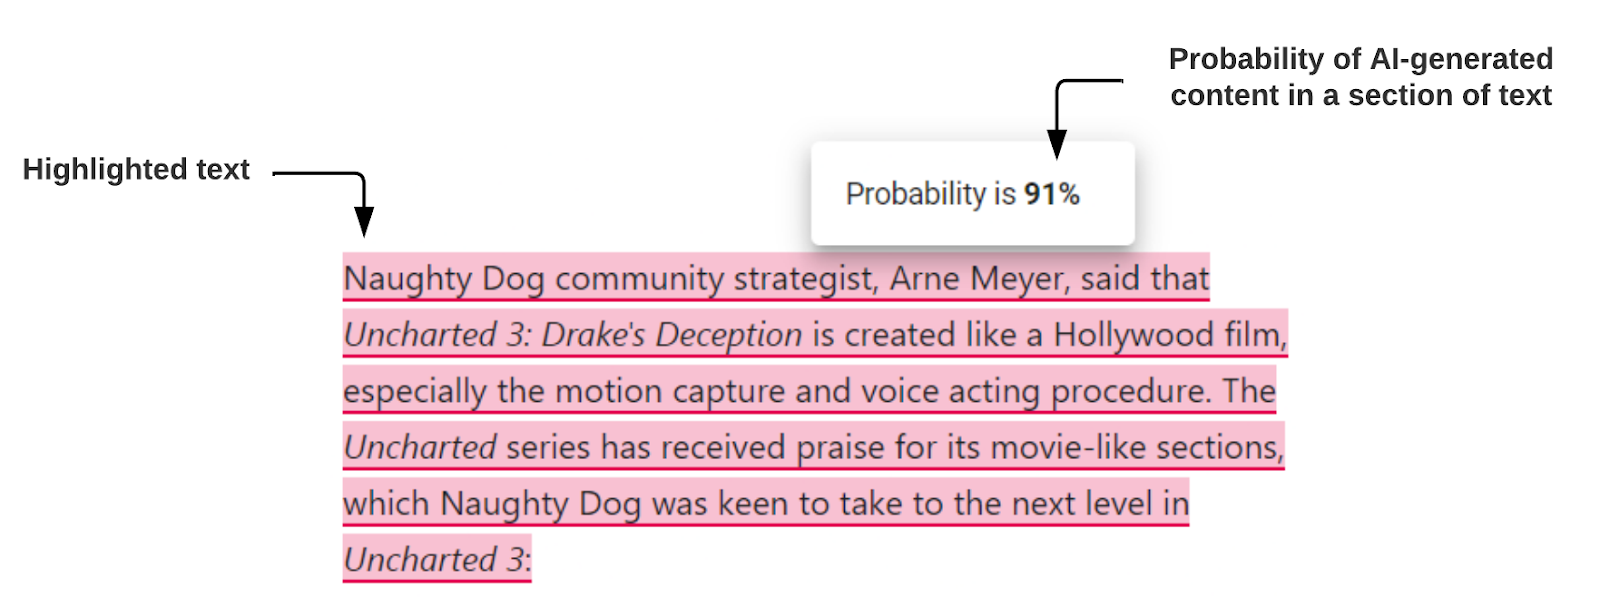 Probability of AI-generated
content in a section of text
Highlighted text
Probability is 91%
Naughty Dog community strategist, Arne Meyer, said that
Uncharted 3: Drake's Deception is created like a Hollywood film,
especially the motion capture and voice acting procedure. The
Uncharted series has received praise for its movie-like sections,
which Naughty Dog was keen to take to the next level in
Uncharted 3: